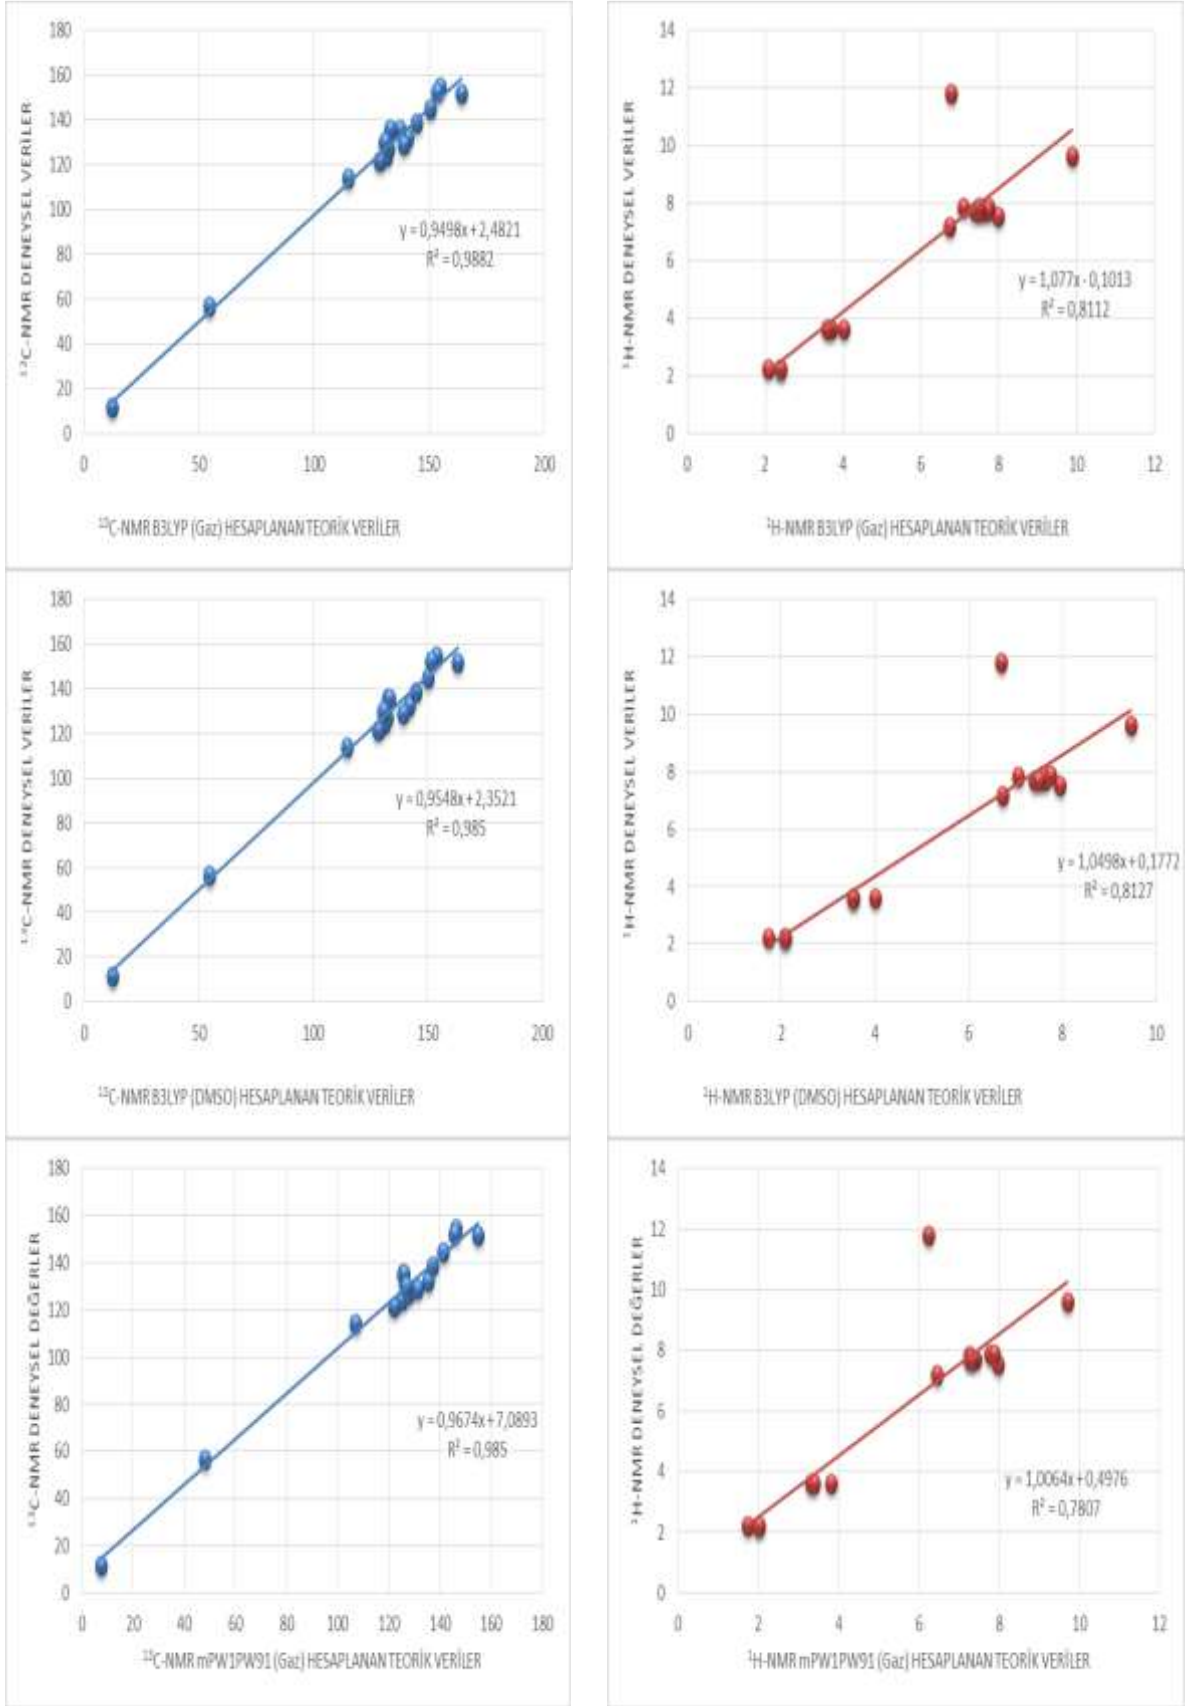 180
160
140
120
100
80
60
40
20
0
¹³C-NMR DENEYSEL VERİLER
y = 0,9498x + 2,4821
R² = 0,9882
0 50 100 150 200
¹³C-NMR B3LYP (Gaz) HESAPLANAN TEORİK VERİLER
14
12
10
8
6
4
2
0
¹H-NMR DENEYSEL VERİLER
y = 1,077x - 0,1013
R² = 0,8112
0 2 4 6 8 10 12
¹H-NMR B3LYP (Gaz) HESAPLANAN TEORİK VERİLER
180
160
140
120
100
80
60
40
20
0
¹³C-NMR DENEYSEL VERİLER
y = 0,9548x + 2,3521
R² = 0,985
0 50 100 150 200
¹³C-NMR B3LYP (DMSO) HESAPLANAN TEORİK VERİLER
14
12
10
8
6
4
2
0
¹H-NMR DENEYSEL VERİLER
y = 1,0498x + 0,1772
R² = 0,8127
0 2 4 6 8 10
¹H-NMR B3LYP (DMSO) HESAPLANAN TEORİK VERİLER
180
160
140
120
100
80
60
40
20
0
¹³C-NMR DENEYSEL DEĞERLER
y = 0,9674x + 7,0893
R² = 0,985
0 20 40 60 80 100 120 140 160 180
¹³C-NMR mPW1PW91 (Gaz) HESAPLANAN TEORİK VERİLER
14
12
10
8
6
4
2
0
¹H-NMR DENEYSEL DEĞERLER
y = 1,0064x + 0,4976
R² = 0,7807
0 2 4 6 8 10 12
¹H-NMR mPW1PW91 (Gaz) HESAPLANAN TEORİK VERİLER